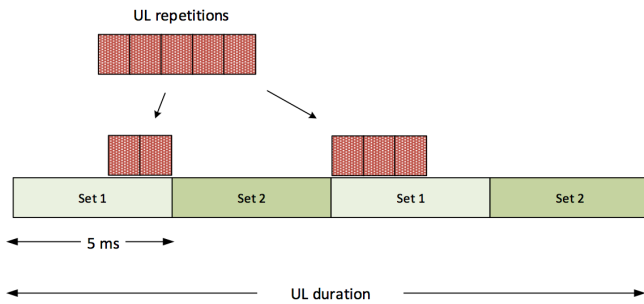 UL repetitions
Set 1
Set 2
Set 1
Set 2
5 ms
UL duration